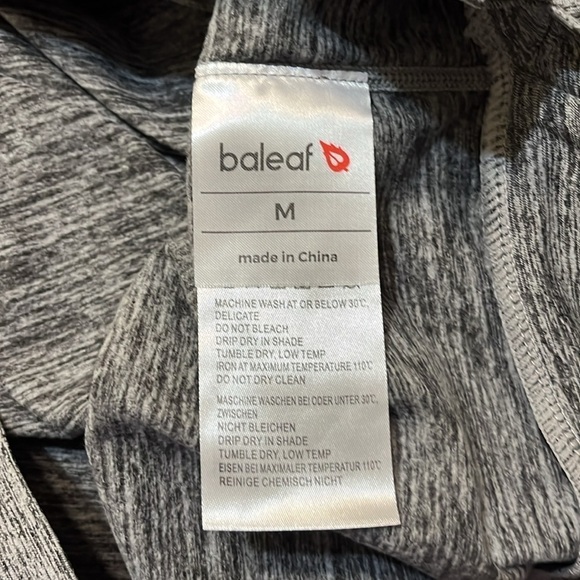 baleaf
M
made in China
MACHINE WASH AT OR BELOW 30℃,
DELICATE
DO NOT BLEACH
DRIP DRY IN SHADE
TUMBLE DRY, LOW TEMP
IRON AT MAXIMUM TEMPERATURE 110℃
DO NOT DRY CLEAN
MASCHINE WASCHEN BEI ODER UNTER 30℃,
ZWISCHEN
NICHT BLEICHEN
DRIP DRY IN SHADE
TUMBLE DRY, LOW TEMP
EISEN BEI MAXIMALER TEMPERATUR 110℃
REINIGE CHEMISCH NICHT